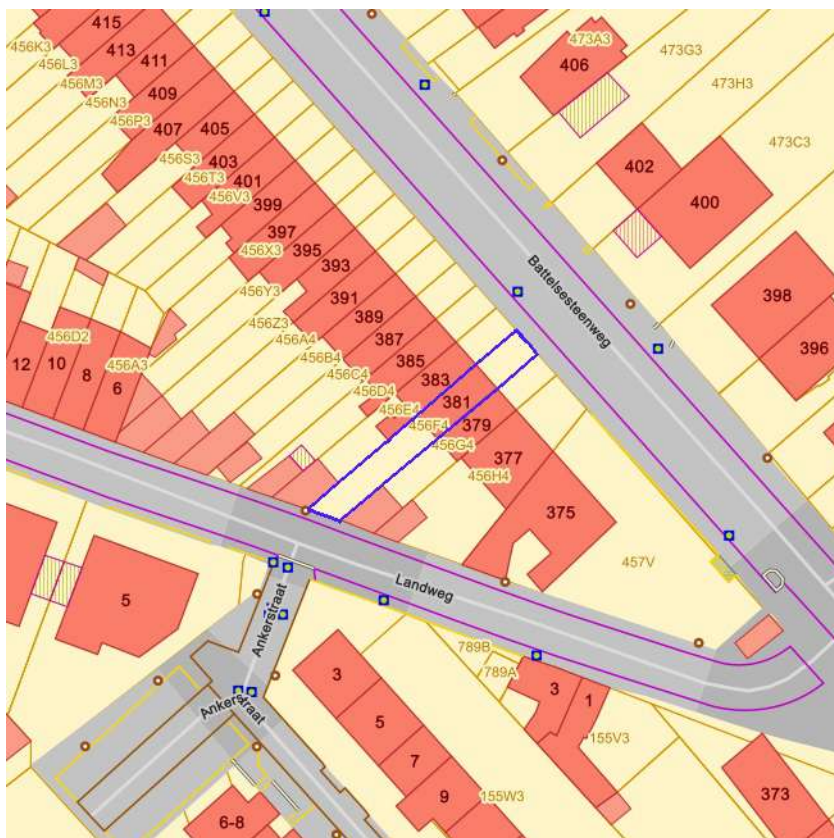 415
413
411
456K3
456L3
456M3
456N3
409
456P3
407
405
406
473A3
473G3
473H3
473C3
402
400
456S3
403
456T3
401
456V3
399
397
456X3
395
393
391
456Y3
389
456Z3
387
456A4
385
456B4
383
456C4
381
456D4
379
456E4
456F4
377
456G4
456H4
375
Battelsesteenweg
398
396
456D2
456A3
12
10
8
6
5
457V
Landweg
Ankerstraat
Ankerstraat
789B
789A
3
5
7
9
3
1
155V3
155W3
373
6-8